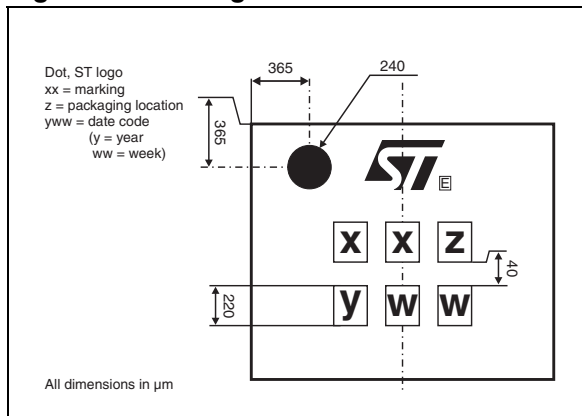 365
240
Dot, ST logo
xx = marking
z = packaging location
yww = date code
(y = year
ww = week)
365
ST
E
x x z
40
y w w
220
All dimensions in µm